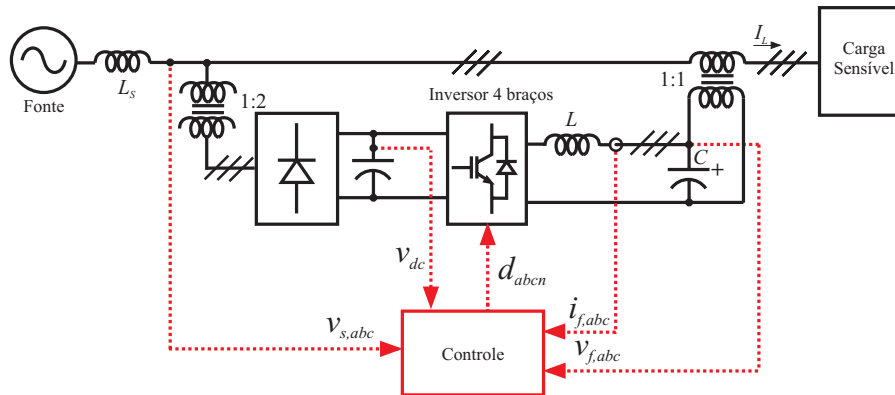 Fonte
L_S
1:2
Inversor 4 braços
L
C
+
1:1
I_L
Carga
Sensível
v_dc
d_abcn
v_s,abc
i_f,abc
v_f,abc
Controle